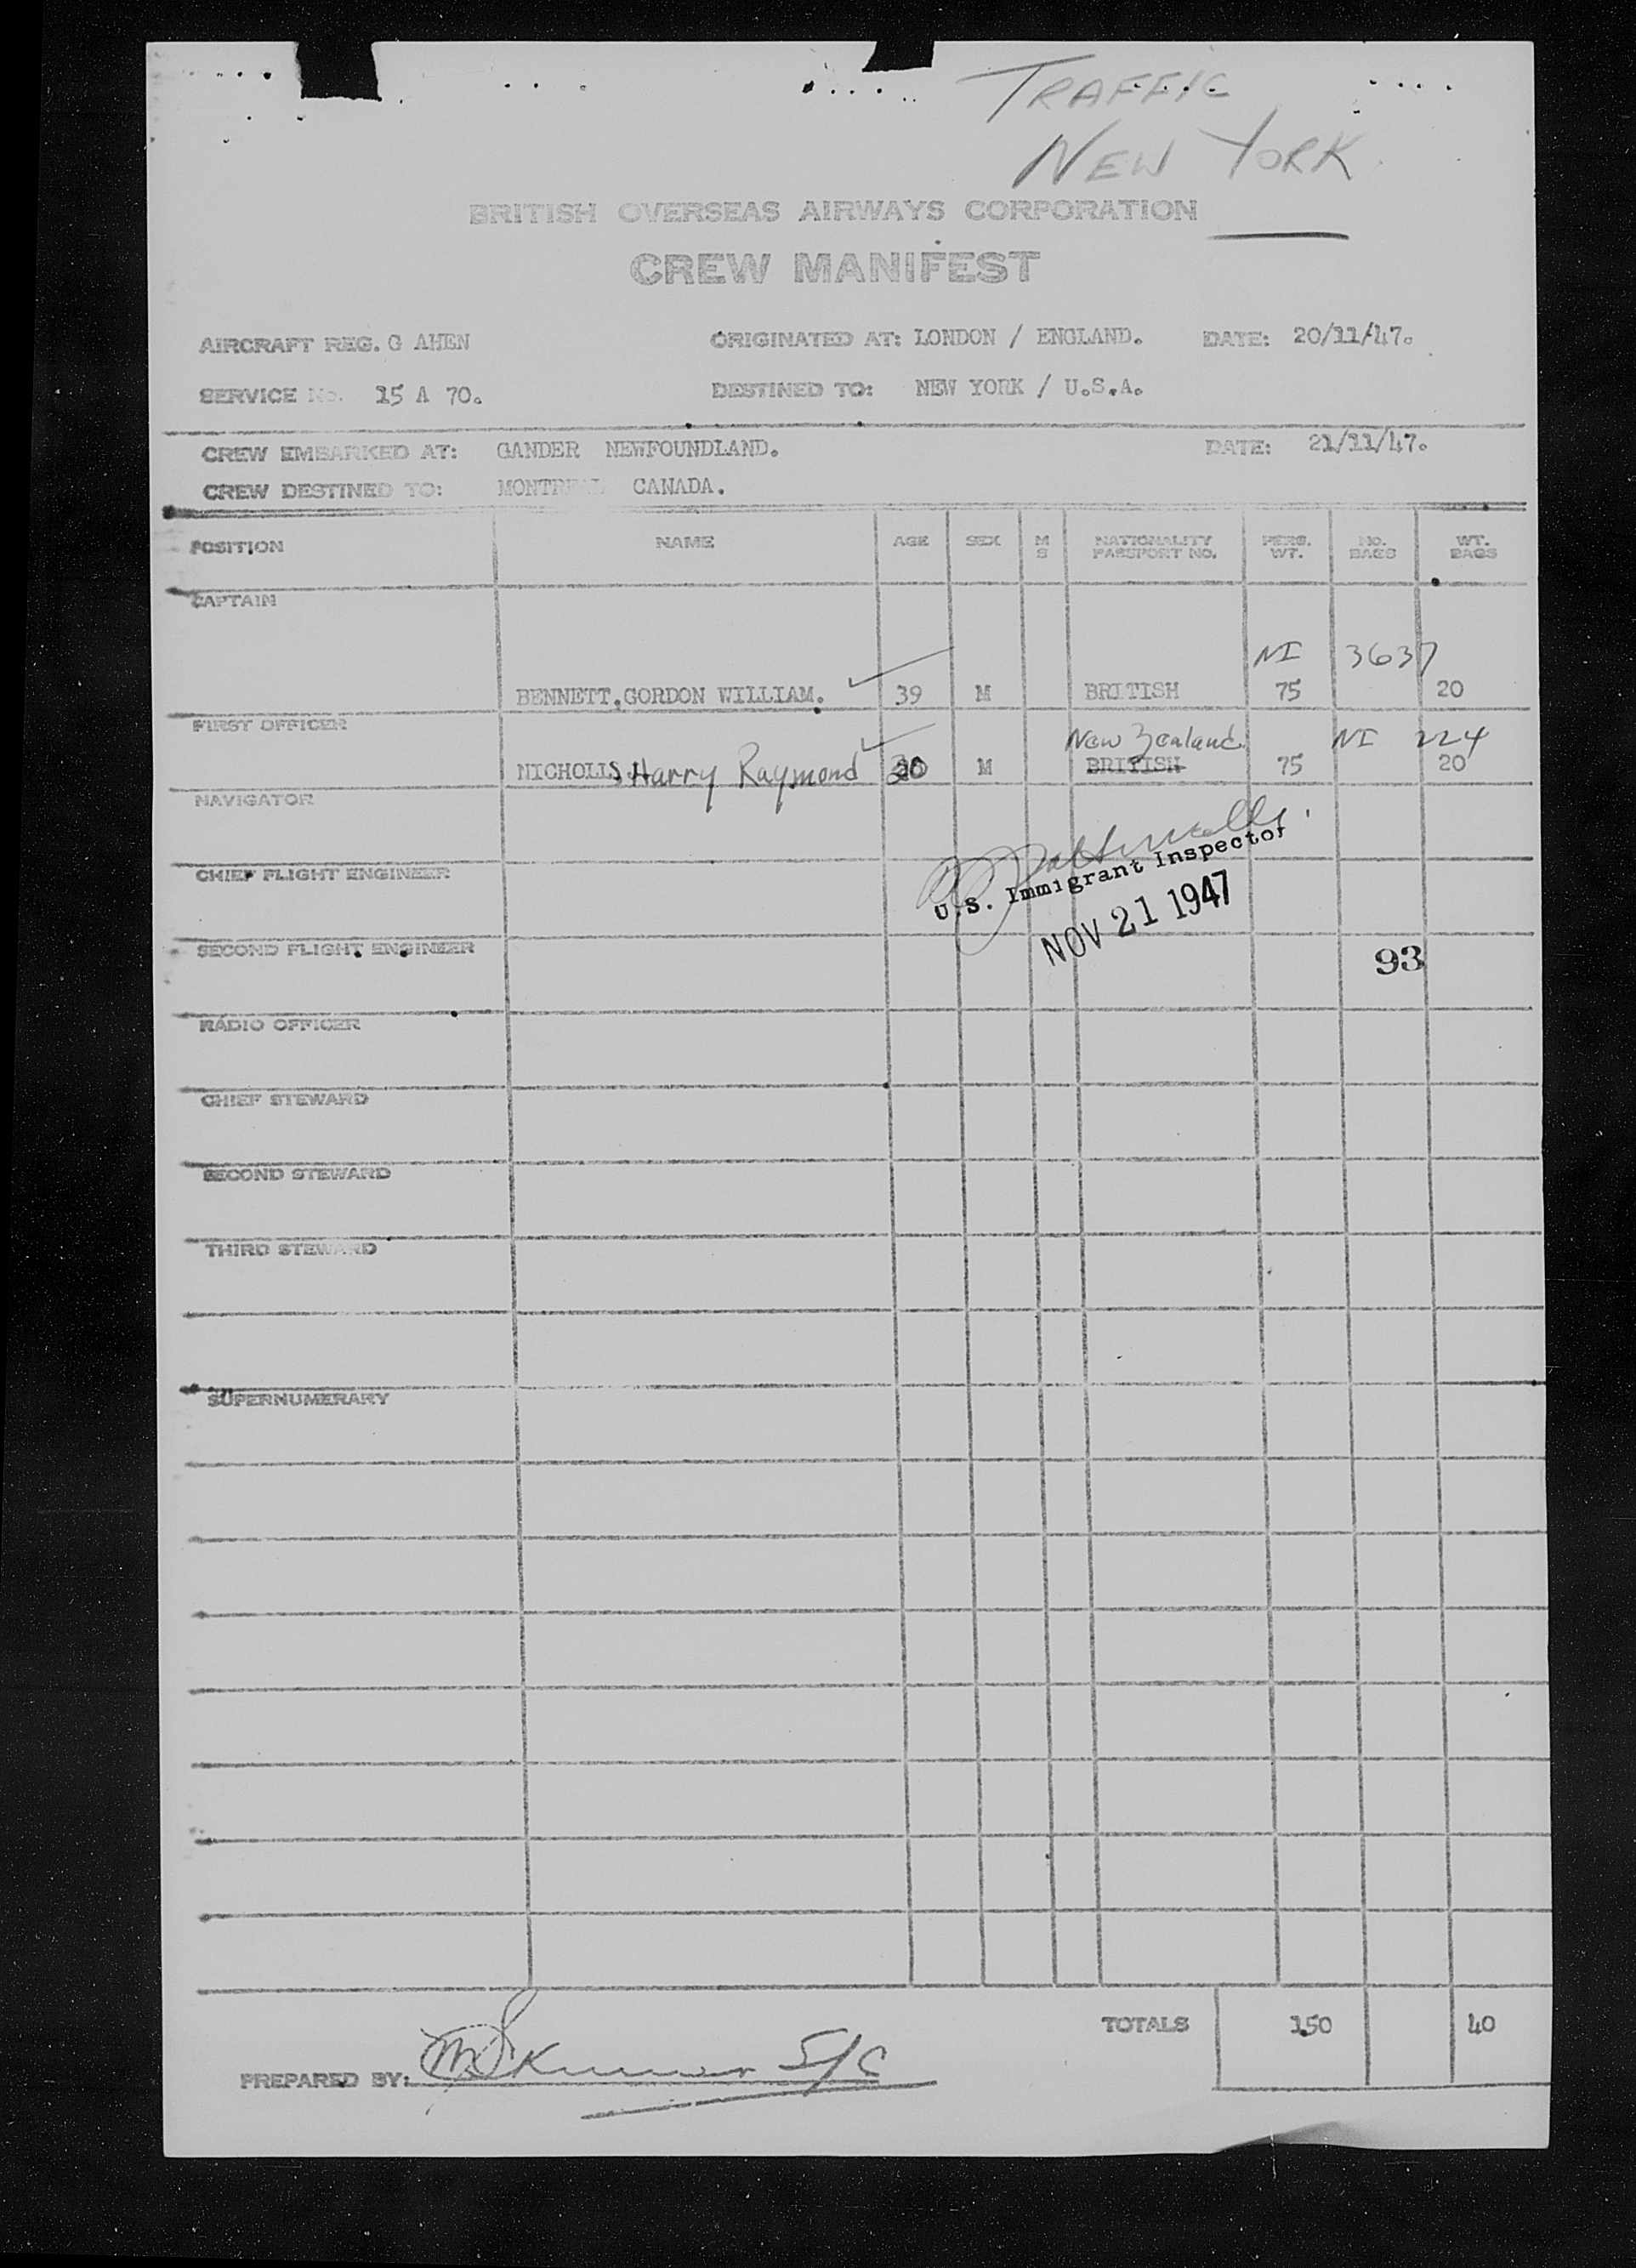 TRAFFIC
NEW YORK
BRITISH OVERSEAS AIRWAYS CORPORATION
CREW MANIFEST
AIRCRAFT REG. G AHEN ORIGINATED AT: LONDON / ENGLAND. DATE: 20/11/47.
SERVICE No. 15 A 70. DESTINED TO: NEW YORK / U.S.A.
CREW EMBARKED AT: GANDER NEWFOUNDLAND. DATE: 21/11/47.
CREW DESTINED TO: MONTREAL CANADA.
POSITION NAME AGE SEX M S NATIONALITY PASSPORT NO. PERS. WT. NO. BAGS WT. BAGS
CAPTAIN
NI 3637
BENNETT.GORDON WILLIAM. 39 M BRITISH 75 20
FIRST OFFICER
New Zealand NI 224
NICHOLLS Harry Raymond M BRITISH 75 20
NAVIGATOR
CHIEF FLIGHT ENGINEER
U.S. Immigrant Inspector
NOV 21 1947
SECOND FLIGHT ENGINEER
93
RADIO OFFICER
CHIEF STEWARD
SECOND STEWARD
THIRD STEWARD
SUPERNUMERARY
TOTALS 150 40
PREPARED BY: